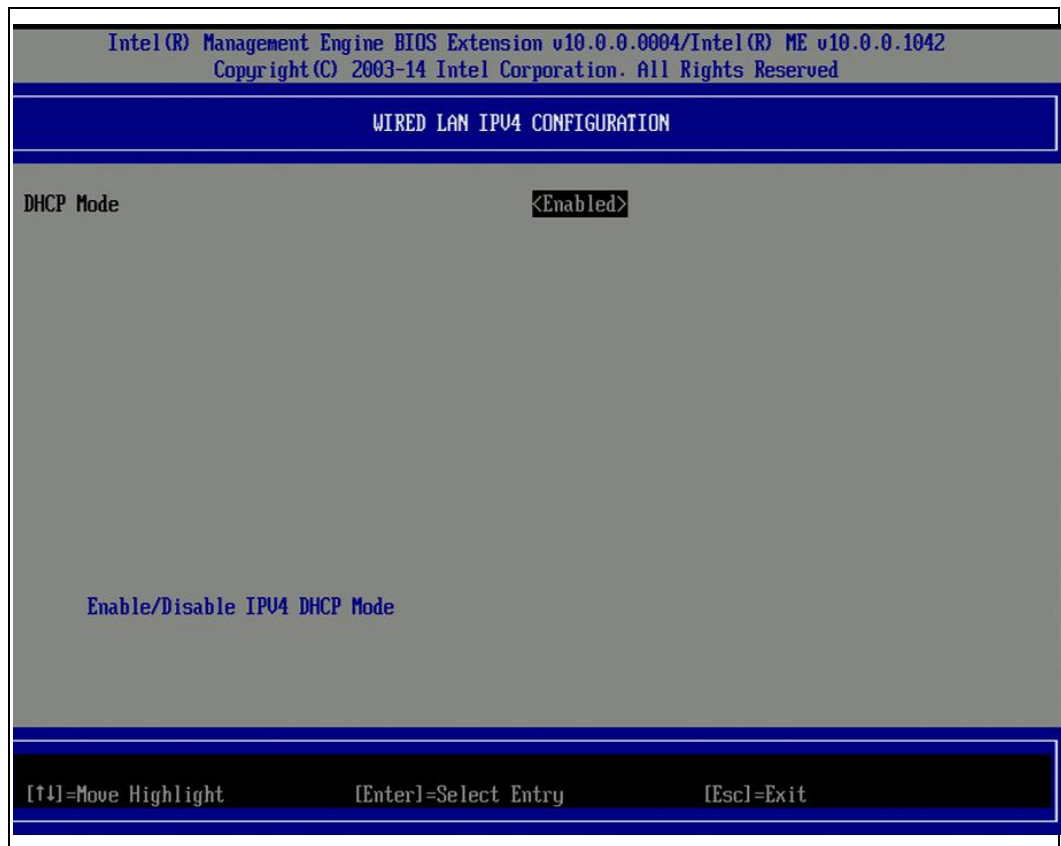 Intel(R) Management Engine BIOS Extension v10.0.0.0004/Intel(R) ME v10.0.0.1042
Copyright(C) 2003-14 Intel Corporation. All Rights Reserved
WIRED LAN IPV4 CONFIGURATION
DHCP Mode <Enabled>
Enable/Disable IPV4 DHCP Mode
[↑↓]=Move Highlight [Enter]=Select Entry [Esc]=Exit